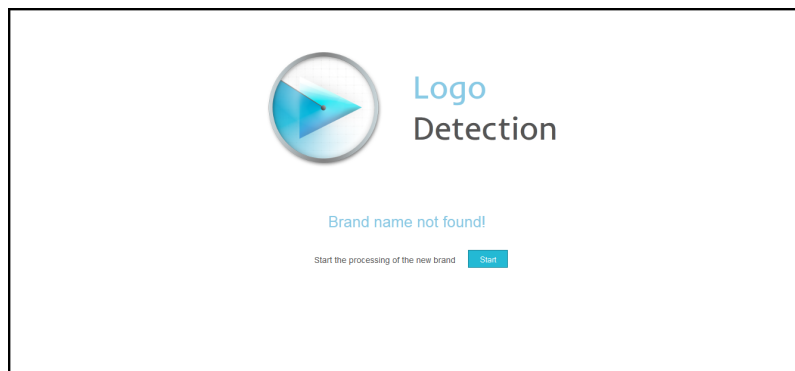 Logo
Detection
Brand name not found!
Start the processing of the new brand Start